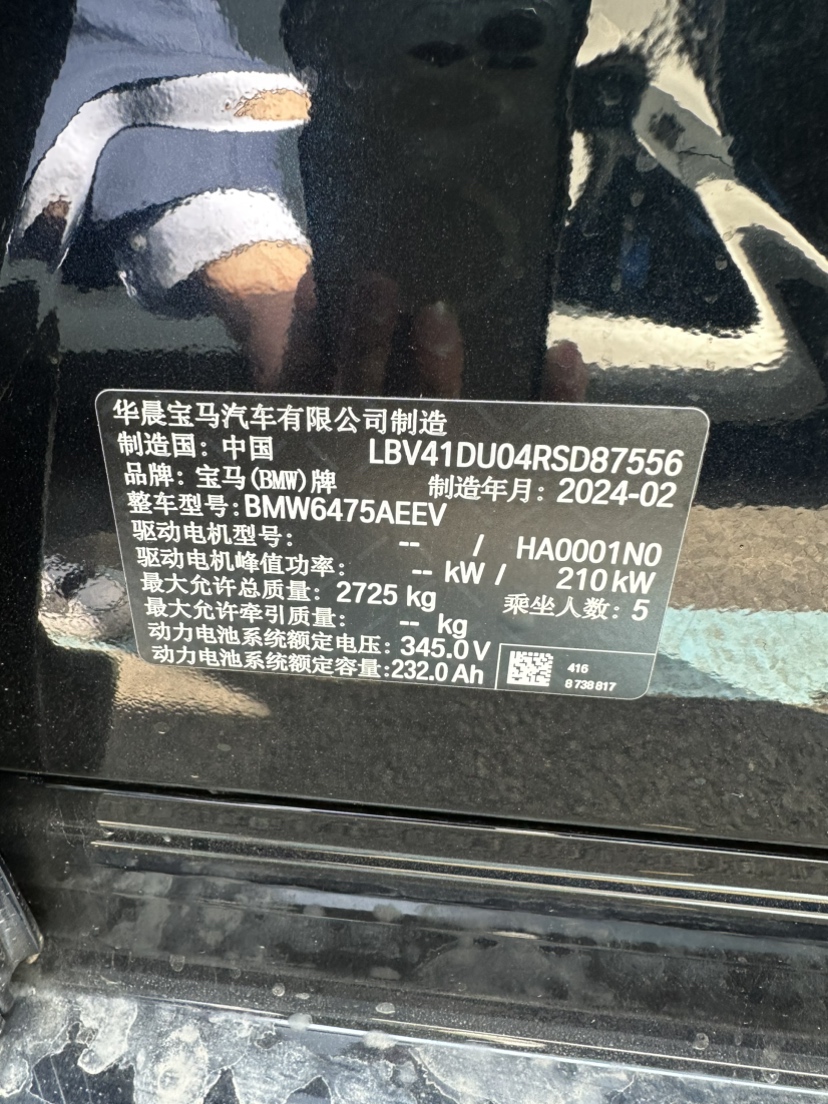 华晨宝马汽车有限公司制造
制造国：中国 LBV41DU04RSD87556
品牌：宝马(BMW)牌 制造年月：2024-02
整车型号:BMW6475AEEV
驱动电机型号： -- / HA0001N0
驱动电机峰值功率： -- kW / 210 kW
最大允许总质量：2725 kg 乘坐人数：5
最大允许牵引质量： -- kg
动力电池系统额定电压：345.0 V
动力电池系统额定容量:232.0 Ah
416
8 738 817